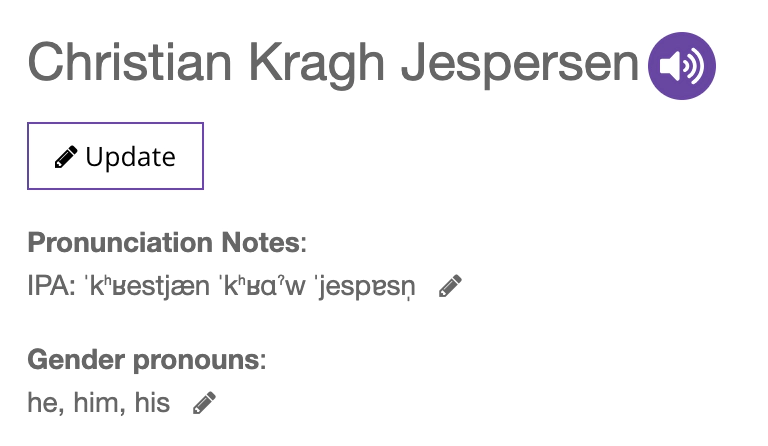 Christian Kragh Jespersen
Update
Pronunciation Notes:
IPA: ˈkʰʁestjæn ˈkʰʁɑˀw ˈjespɐsn̩
Gender pronouns:
he, him, his